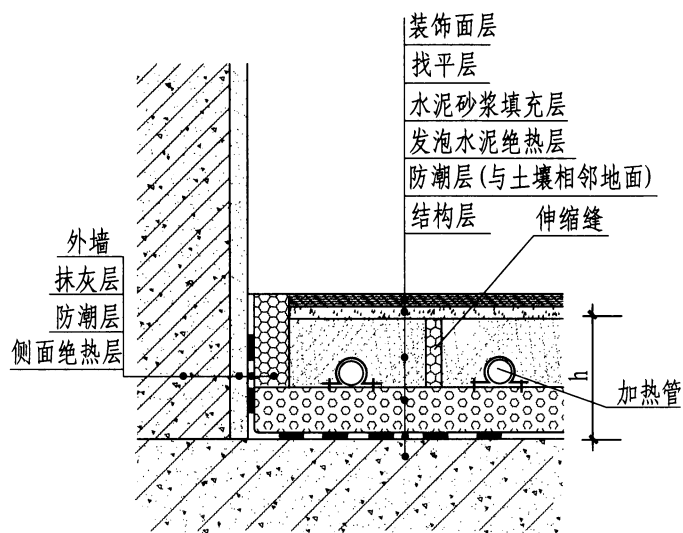 装饰面层
找平层
水泥砂浆填充层
发泡水泥绝热层
防潮层(与土壤相邻地面)
结构层
伸缩缝
外墙
抹灰层
防潮层
侧面绝热层
h
加热管